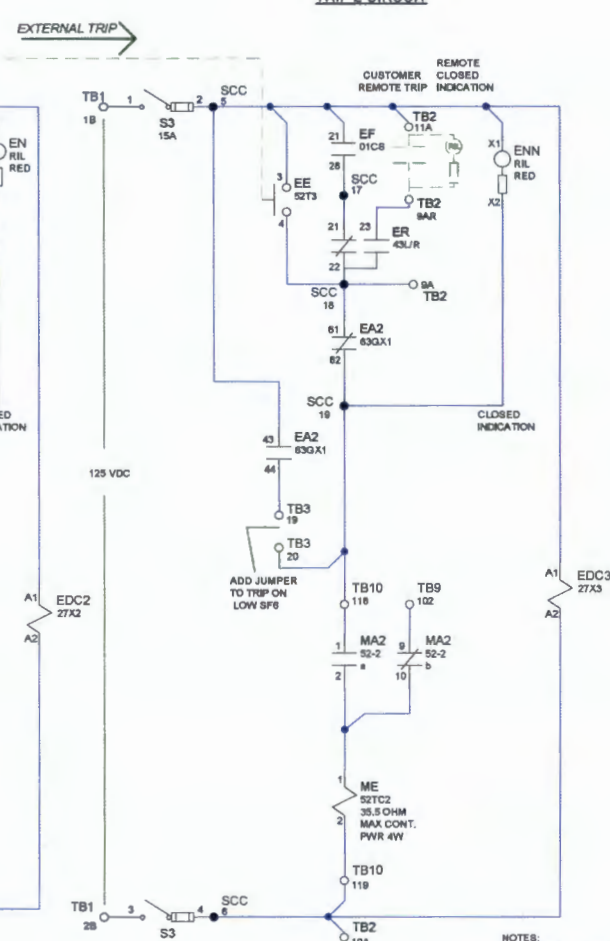 EXTERNAL TRIP
REMOTE
CLOSED
INDICATION
CUSTOMER
REMOTE TRIP
TB1
1B
1
2
SCC
5
S3
15A
EN
RIL
RED
21
EF
01CS
TB2
11A
X1
ENN
RIL
RED
X2
SCC
17
3
EE
52T3
4
TB2
9AR
21
23
ER
43L/R
22
SCC
18
9A
TB2
61
EA2
63GX1
62
SCC
19
CLOSED
INDICATION
43
EA2
63GX1
44
125 VDC
TB3
19
TB3
20
ADD JUMPER
TO TRIP ON
LOW SF6
A1
EDC2
27X2
A2
A1
EDC3
27X3
A2
TB10
TB9
102
1
MA2
52-2
a
2
9
MA2
52-2
b
10
1
ME
52TC2
35.5 OHM
MAX CONT.
PWR 4W
2
TB10
119
TB1
2B
3
4
SCC
6
S3
TB2
NOTES: